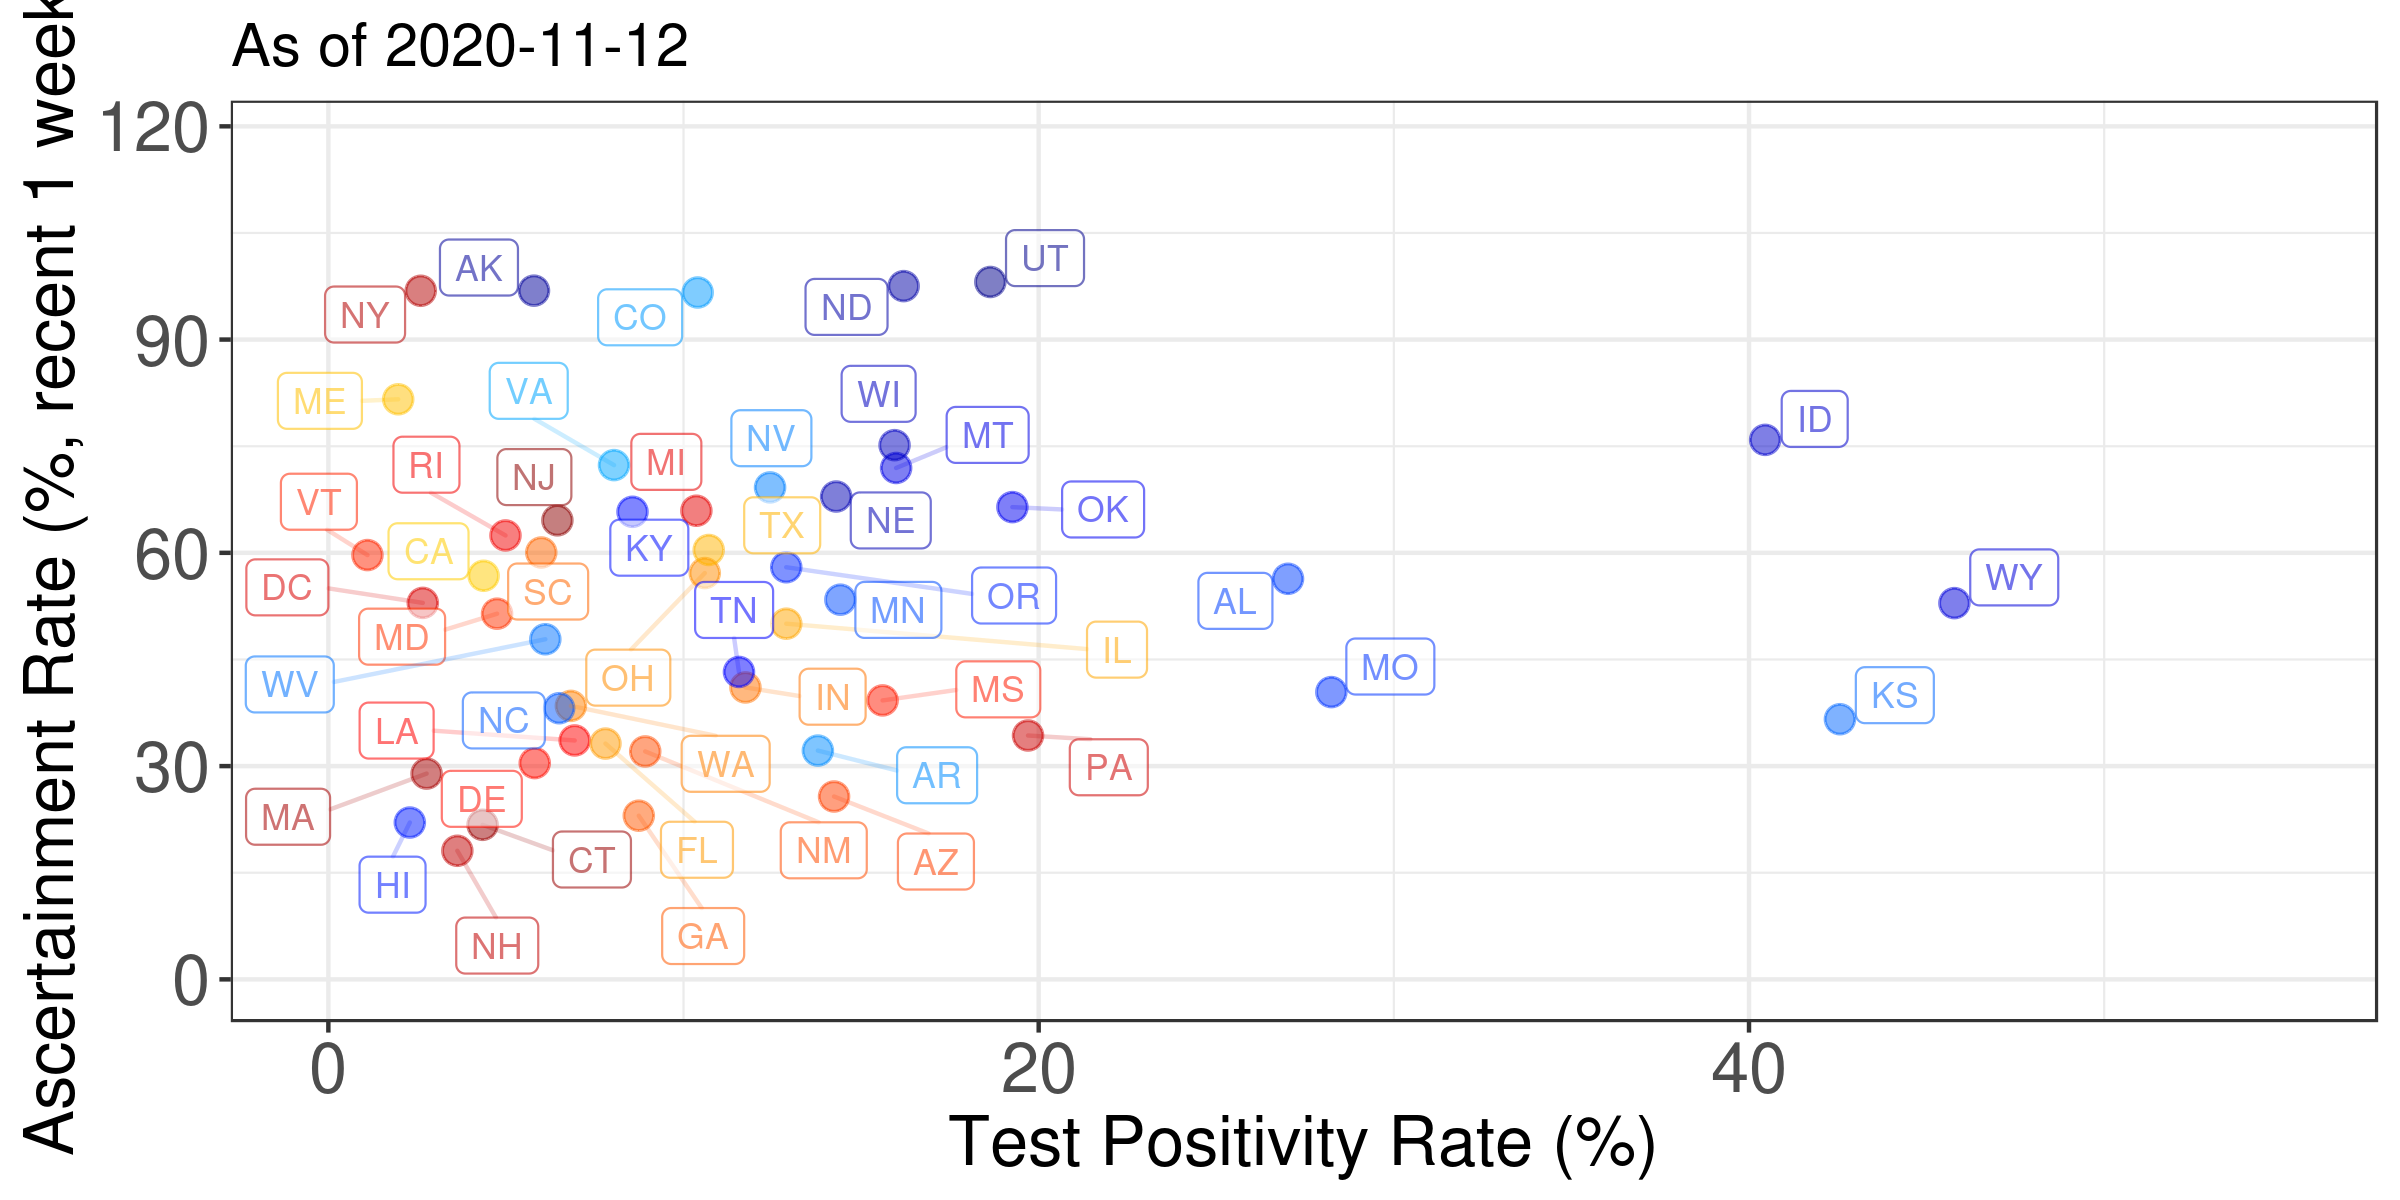 As of 2020-11-12
Ascertainment Rate (%, recent 1 week
120
90
60
30
0
UT
AK
ND
NY
CO
WI
VA
ME
ID
MT
NV
MI
RI
NJ
VT
OK
NE
TX
KY
CA
WY
DC
SC
OR
AL
TN
MN
MD
IL
MO
OH
WV
IN
MS
KS
NC
LA
WA
PA
AR
DE
MA
FL
NM
CT
AZ
HI
GA
NH
0
20
40
Test Positivity Rate (%)